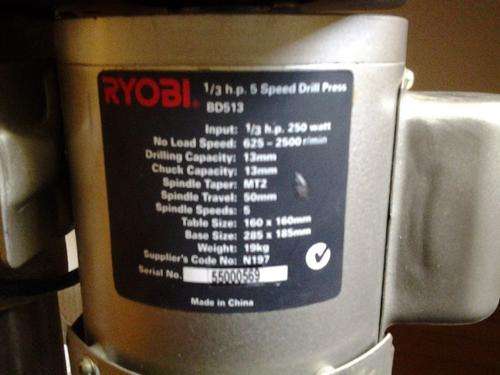 RYOBI
1/3 h.p. 5 Speed Drill Press
BD513
Input: 1/3 h.p. 250 watt
No Load Speed: 625 - 2500 r/min
Drilling Capacity: 13mm
Chuck Capacity: 13mm
Spindle Taper: MT2
Spindle Travel: 50mm
Spindle Speeds: 5
Table Size: 160 x 160mm
Base Size: 285 x 185mm
Weight: 19kg
Supplier's Code No: N197
Serial No. 55000569
Made in China